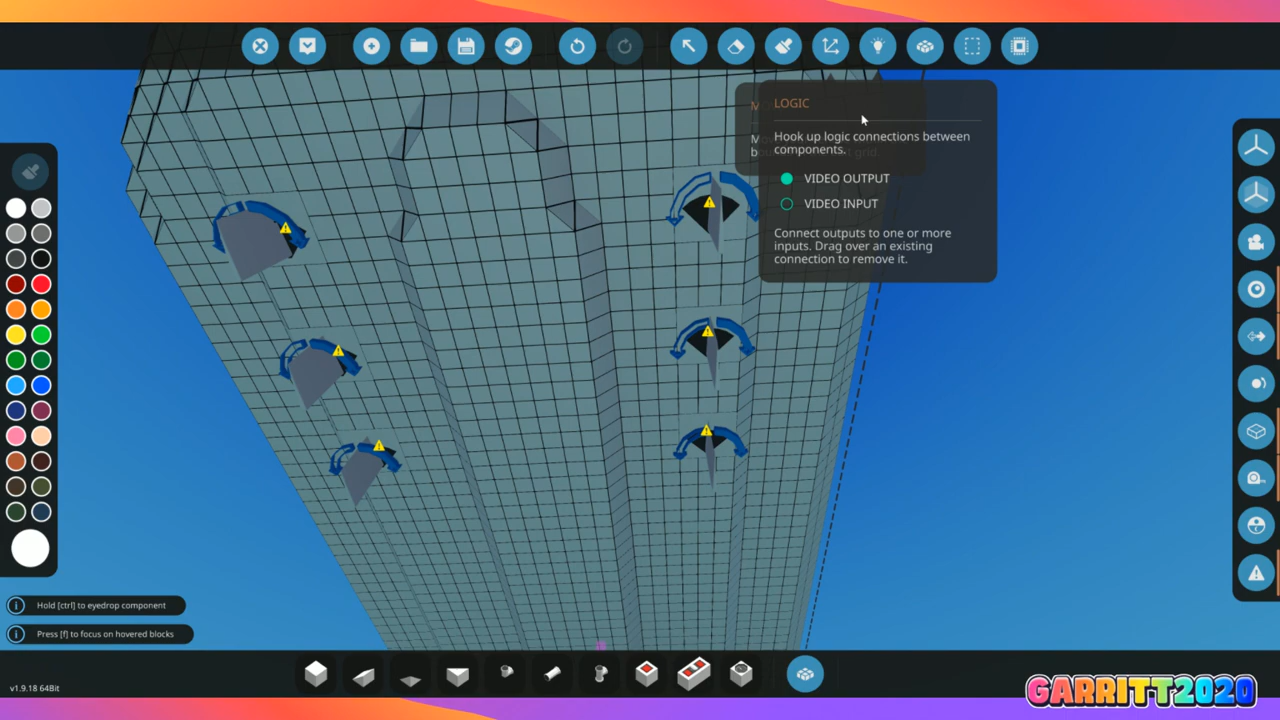 LOGIC
Hook up logic connections between
components.
VIDEO OUTPUT
VIDEO INPUT
Connect outputs to one or more
inputs. Drag over an existing
connection to remove it.
Hold [ctrl] to eyedrop component
Press [f] to focus on hovered blocks
v1.9.18 64Bit
GARRITT2020